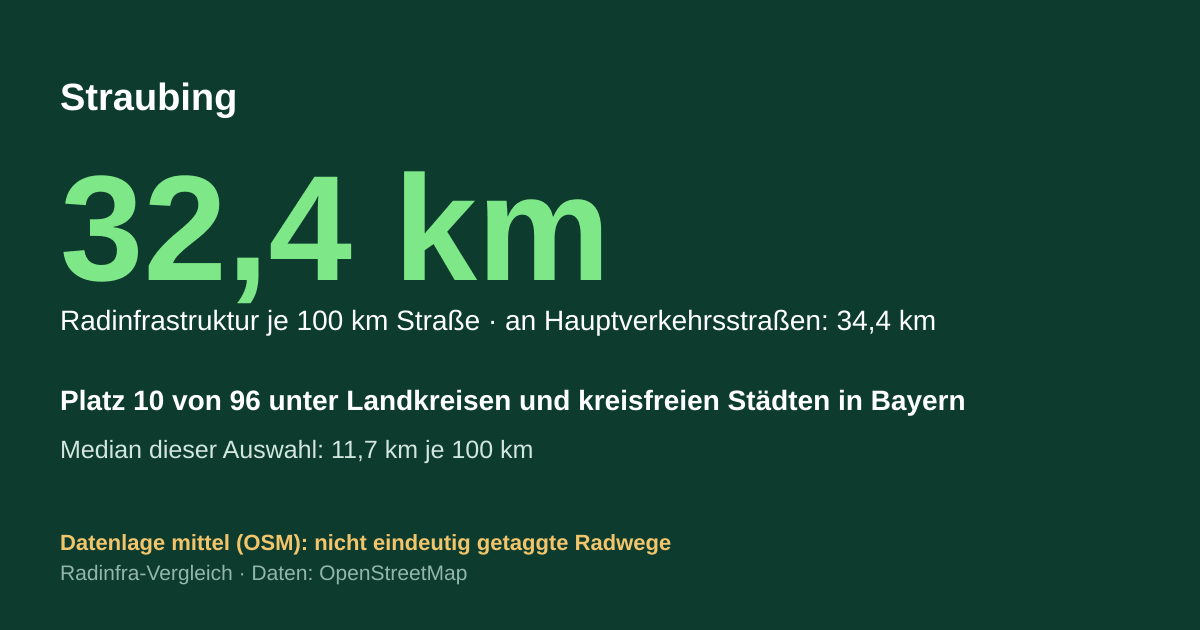 Straubing
32,4 km
Radinfrastruktur je 100 km Straße · an Hauptverkehrsstraßen: 34,4 km
Platz 10 von 96 unter Landkreisen und kreisfreien Städten in Bayern
Median dieser Auswahl: 11,7 km je 100 km
Datenlage mittel (OSM): nicht eindeutig getaggte Radwege
Radinfra-Vergleich · Daten: OpenStreetMap